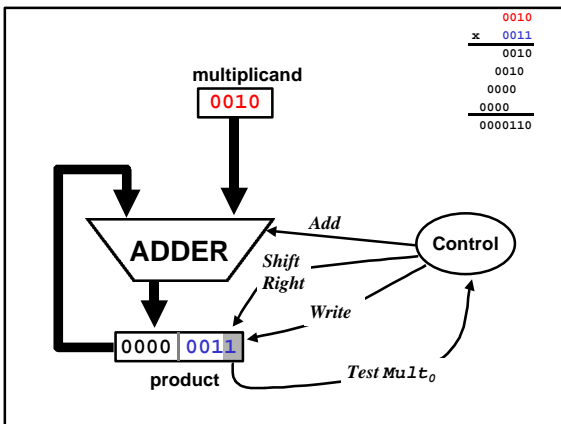 0010
x 0011
0010
0010
0000
0000
0000110
multiplicand
0010
ADDER
Add
Control
Shift
Right
Write
0000 0011
product
Test Mult0